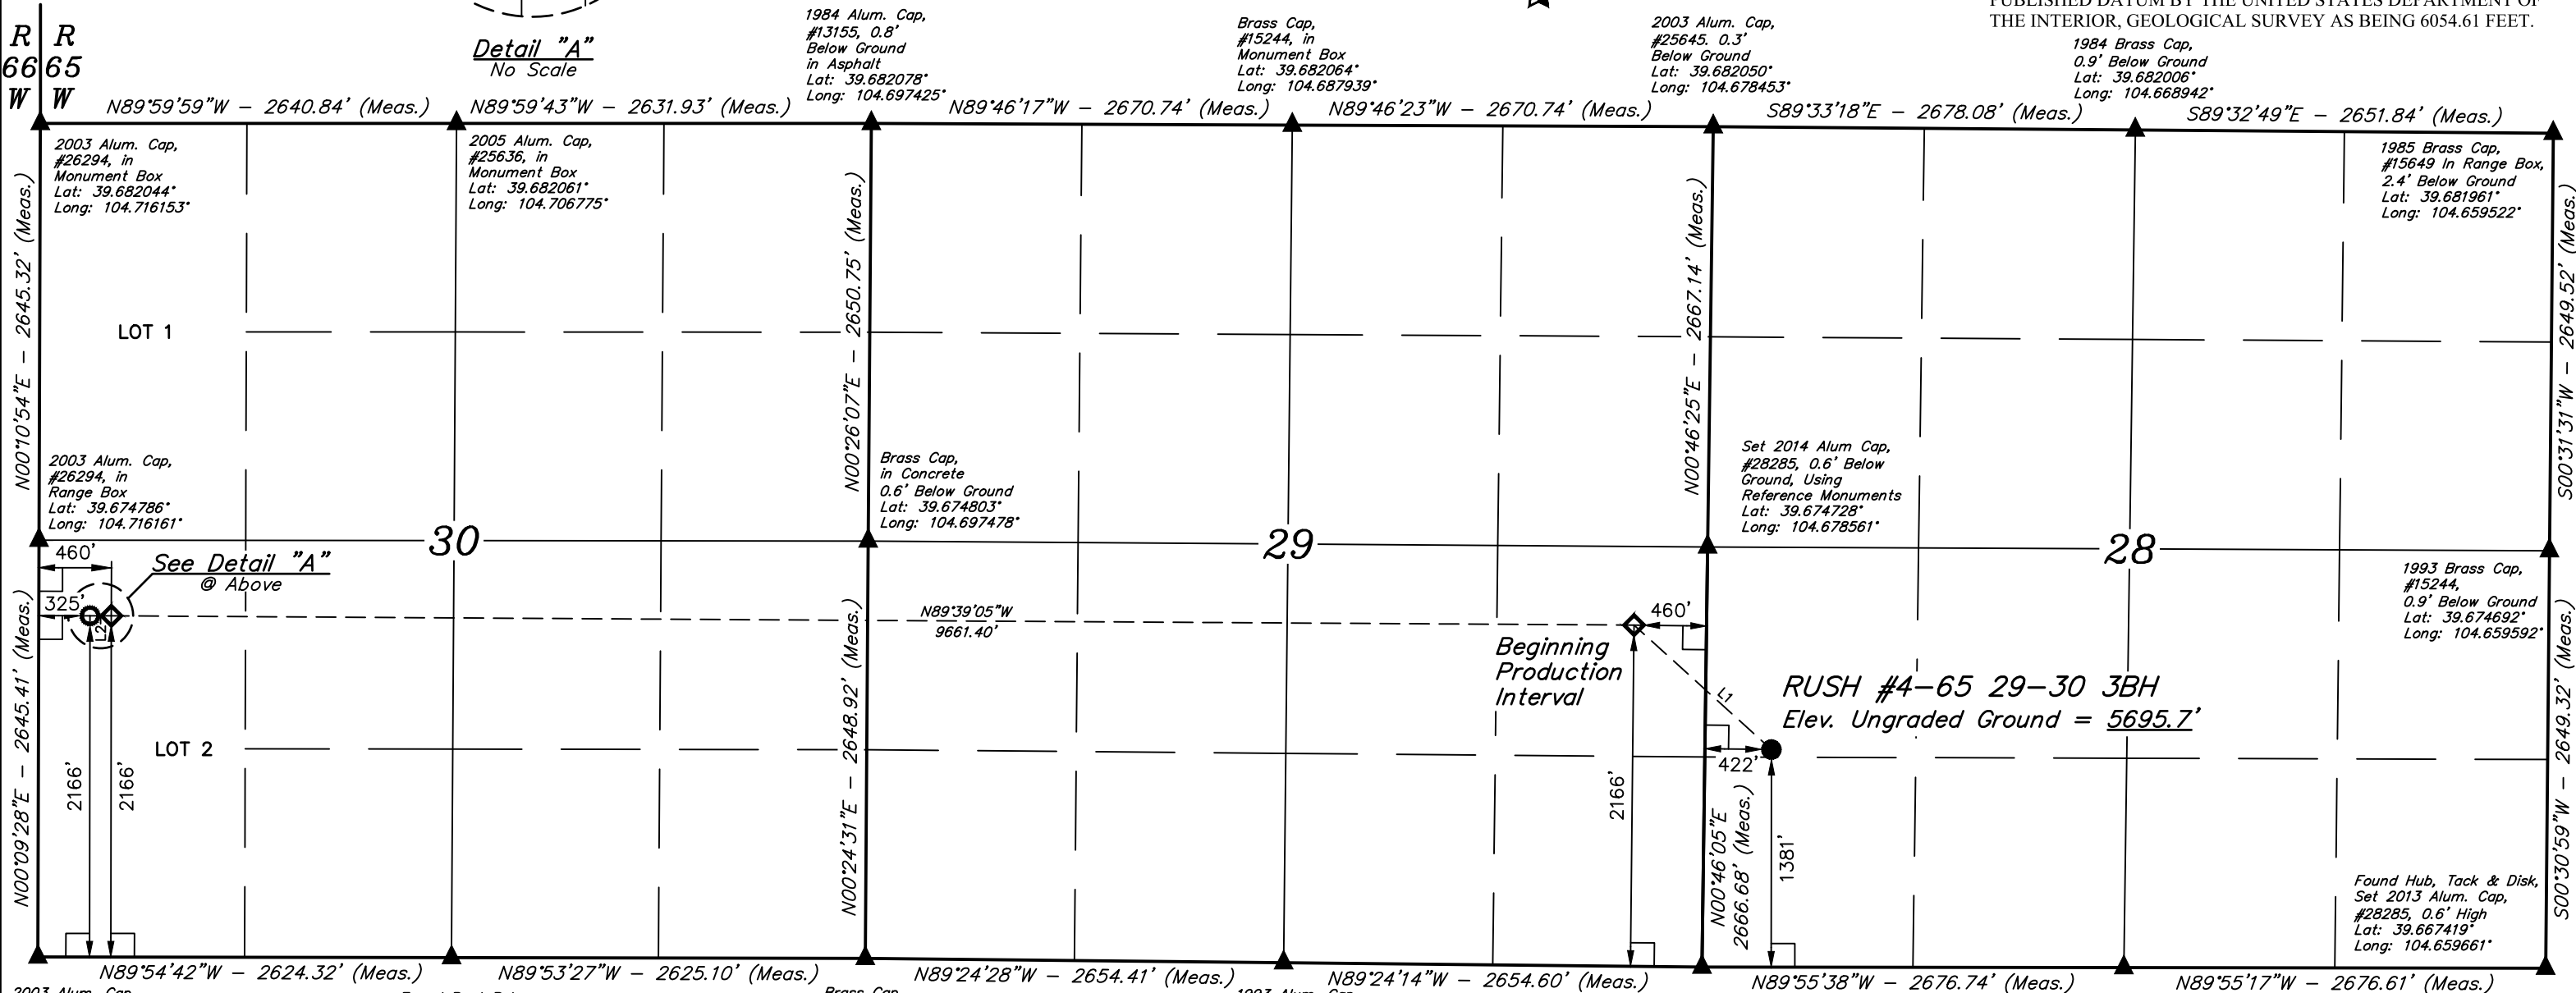 PUBLISHED DATUM BY THE UNITED STATES DEPARTMENT OF
THE INTERIOR, GEOLOGICAL SURVEY AS BEING 6054.61 FEET.
R R
66 65
W W
Detail "A"
No Scale
1984 Alum. Cap,
#13155, 0.8'
Below Ground
in Asphalt
Lat: 39.682078°
Long: 104.697425°
Brass Cap,
#15244, in
Monument Box
Lat: 39.682064°
Long: 104.687939°
2003 Alum. Cap,
#25645. 0.3'
Below Ground
Lat: 39.682050°
Long: 104.678453°
1984 Brass Cap,
0.9' Below Ground
Lat: 39.682006°
Long: 104.668942°
N89°59'59"W - 2640.84' (Meas.)
N89°59'43"W - 2631.93' (Meas.)
N89°46'17"W - 2670.74' (Meas.)
N89°46'23"W - 2670.74' (Meas.)
S89°33'18"E - 2678.08' (Meas.)
S89°32'49"E - 2651.84' (Meas.)
2003 Alum. Cap,
#26294, in
Monument Box
Lat: 39.682044°
Long: 104.716153°
2005 Alum. Cap,
#25636, in
Monument Box
Lat: 39.682061°
Long: 104.706775°
1985 Brass Cap,
#15649 In Range Box,
2.4' Below Ground
Lat: 39.681961°
Long: 104.659522°
N00°10'54"E - 2645.32' (Meas.)
N00°26'07"E - 2650.75' (Meas.)
N00°46'25"E - 2667.14' (Meas.)
S00°31'31"W - 2649.52' (Meas.)
LOT 1
2003 Alum. Cap,
#26294, in
Range Box
Lat: 39.674786°
Long: 104.716161°
Brass Cap,
in Concrete
0.6' Below Ground
Lat: 39.674803°
Long: 104.697478°
Set 2014 Alum Cap,
#28285, 0.6' Below
Ground, Using
Reference Monuments
Lat: 39.674728°
Long: 104.678561°
30
29
28
460'
See Detail "A"
@ Above
325'
L2
N89°39'05"W
9661.40'
460'
Beginning
Production
Interval
L1
1993 Brass Cap,
#15244,
0.9' Below Ground
Lat: 39.674692°
Long: 104.659592°
RUSH #4-65 29-30 3BH
Elev. Ungraded Ground = 5695.7'
LOT 2
2166'
2166'
2166'
422'
1381'
N00°09'28"E - 2645.41' (Meas.)
N00°24'31"E - 2648.92' (Meas.)
N00°46'05"E
2666.68' (Meas.)
S00°30'59"W - 2649.32' (Meas.)
Found Hub, Tack & Disk,
Set 2013 Alum. Cap,
#28285, 0.6' High
Lat: 39.667419°
Long: 104.659661°
N89°54'42"W - 2624.32' (Meas.)
N89°53'27"W - 2625.10' (Meas.)
N89°24'28"W - 2654.41' (Meas.)
N89°24'14"W - 2654.60' (Meas.)
N89°55'38"W - 2676.74' (Meas.)
N89°55'17"W - 2676.61' (Meas.)
2003 Alum. Cap
Brass Cap
1993 Alum. Cap